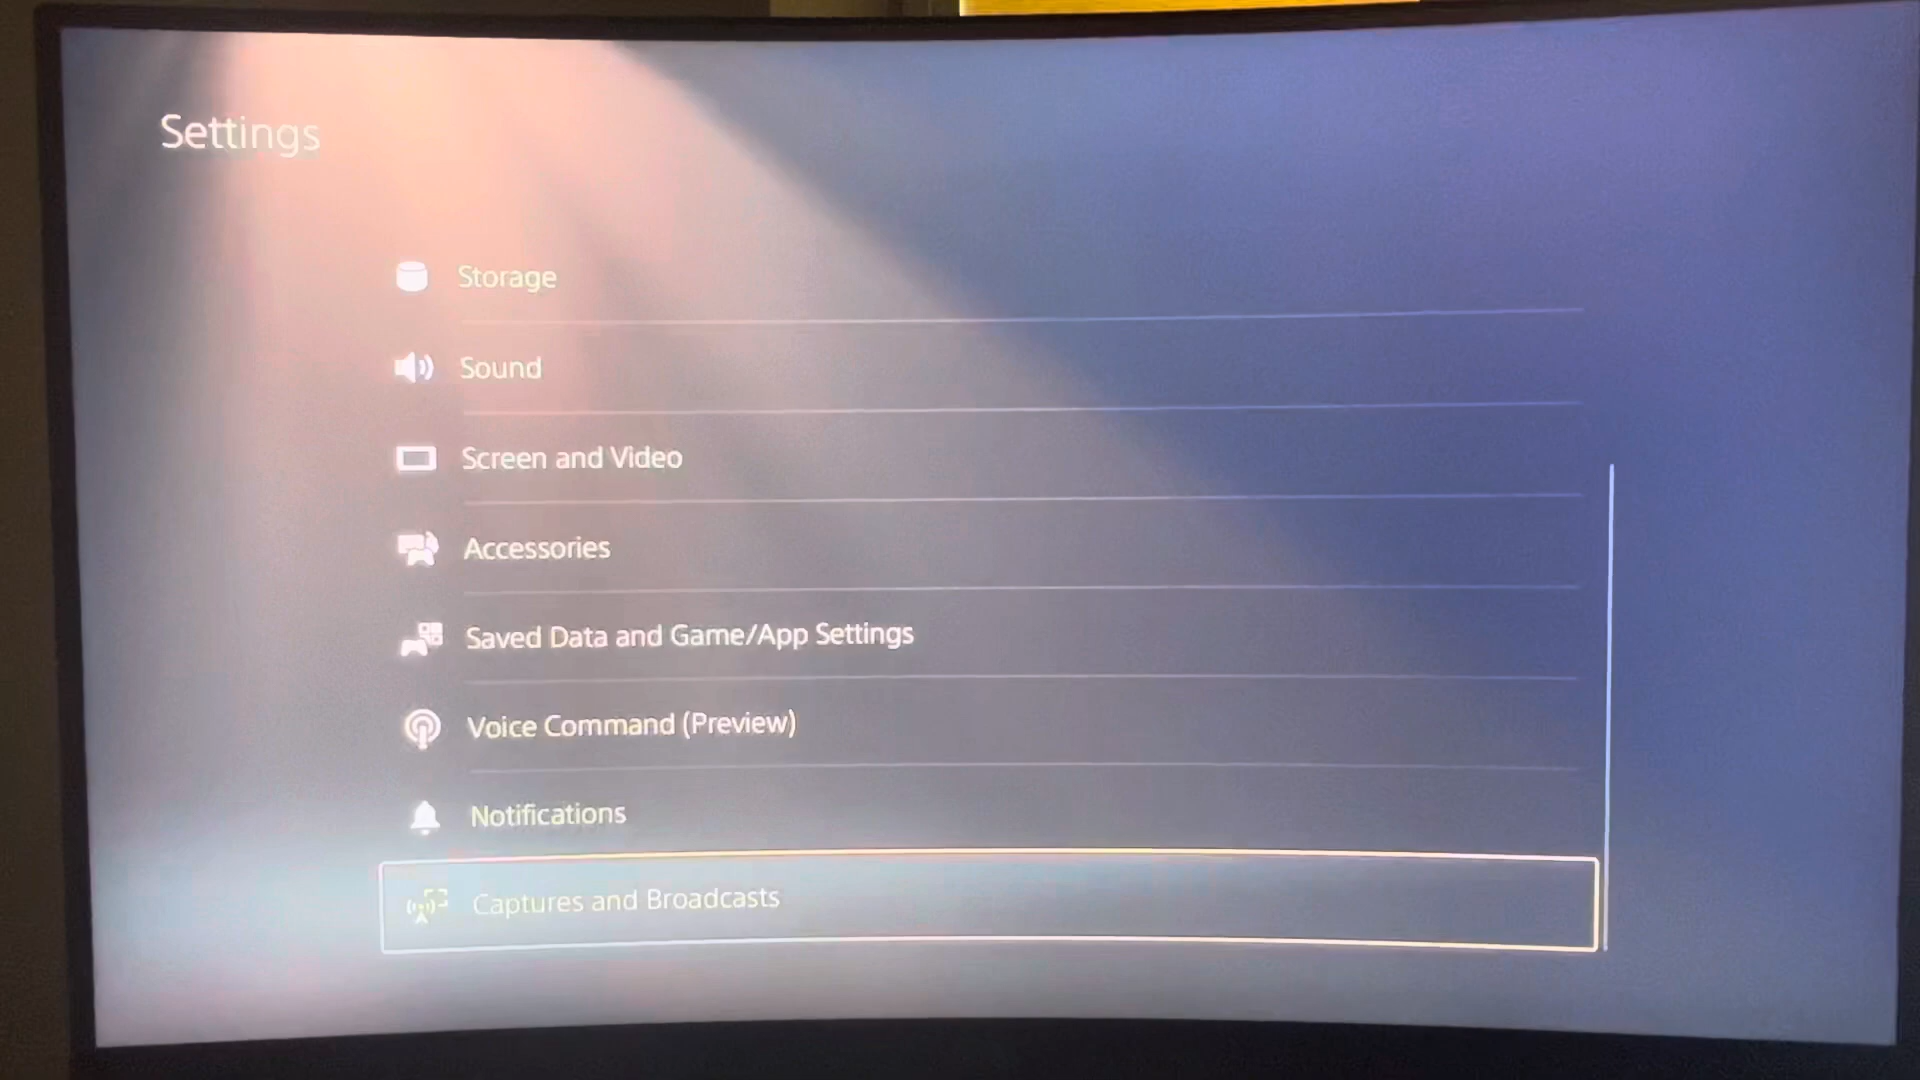 Settings
Storage
Sound
Screen and Video
Accessories
Saved Data and Game/App Settings
Voice Command (Preview)
Notifications
Captures and Broadcasts